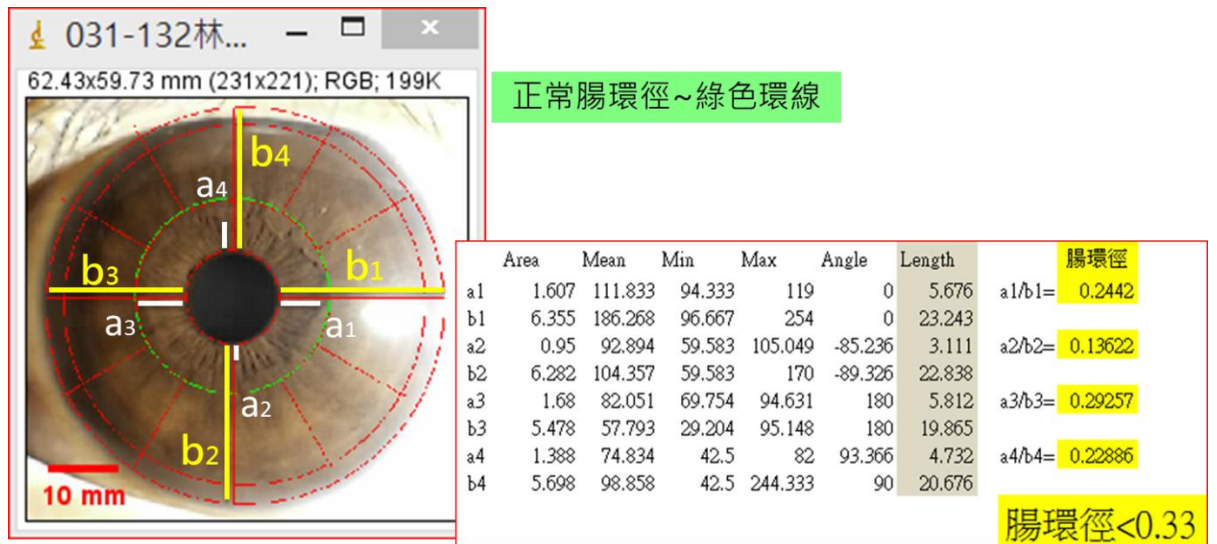 031-132林...
62.43x59.73 mm (231x221); RGB; 199K
正常腸環徑~綠色環線
b4
a4
b3
b1
a3
a1
a2
b2
10 mm
Area Mean Min Max Angle Length 腸環徑
a1 1.607 111.833 94.333 119 0 5.676 a1/b1= 0.2442
b1 6.355 186.268 96.667 254 0 23.243
a2 0.95 92.894 59.583 105.049 -85.236 3.111 a2/b2= 0.13622
b2 6.282 104.357 59.583 170 -89.326 22.838
a3 1.68 82.051 69.754 94.631 180 5.812 a3/b3= 0.29257
b3 5.478 57.793 29.204 95.148 180 19.865
a4 1.388 74.834 42.5 82 93.366 4.732 a4/b4= 0.22886
b4 5.698 98.858 42.5 244.333 90 20.676
腸環徑<0.33